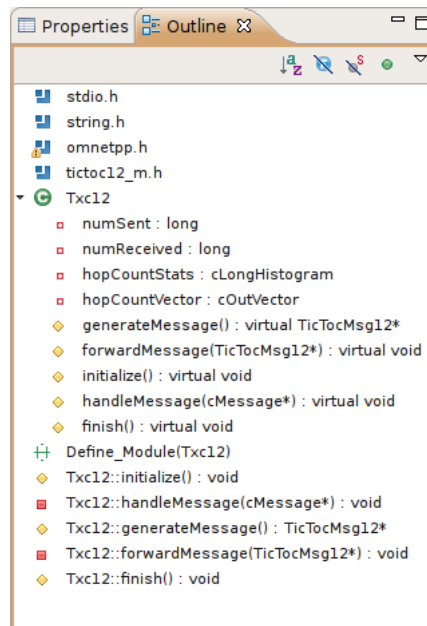 Properties Outline
stdio.h
string.h
omnetpp.h
tictoc12_m.h
Txc12
numSent : long
numReceived : long
hopCountStats : cLongHistogram
hopCountVector : cOutVector
generateMessage() : virtual TicTocMsg12*
forwardMessage(TicTocMsg12*) : virtual void
initialize() : virtual void
handleMessage(cMessage*) : virtual void
finish() : virtual void
Define_Module(Txc12)
Txc12::initialize() : void
Txc12::handleMessage(cMessage*) : void
Txc12::generateMessage() : TicTocMsg12*
Txc12::forwardMessage(TicTocMsg12*) : void
Txc12::finish() : void